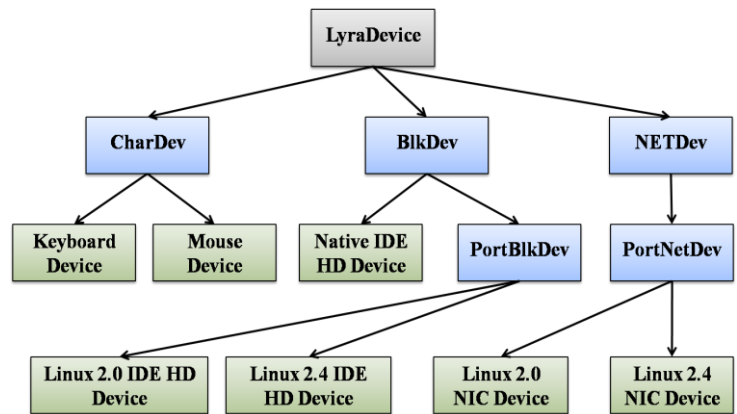 LyraDevice
CharDev
BlkDev
NETDev
Keyboard
Device
Mouse
Device
Native IDE
HD Device
PortBlkDev
PortNetDev
Linux 2.0 IDE HD
Device
Linux 2.4 IDE
HD Device
Linux 2.0
NIC Device
Linux 2.4
NIC Device